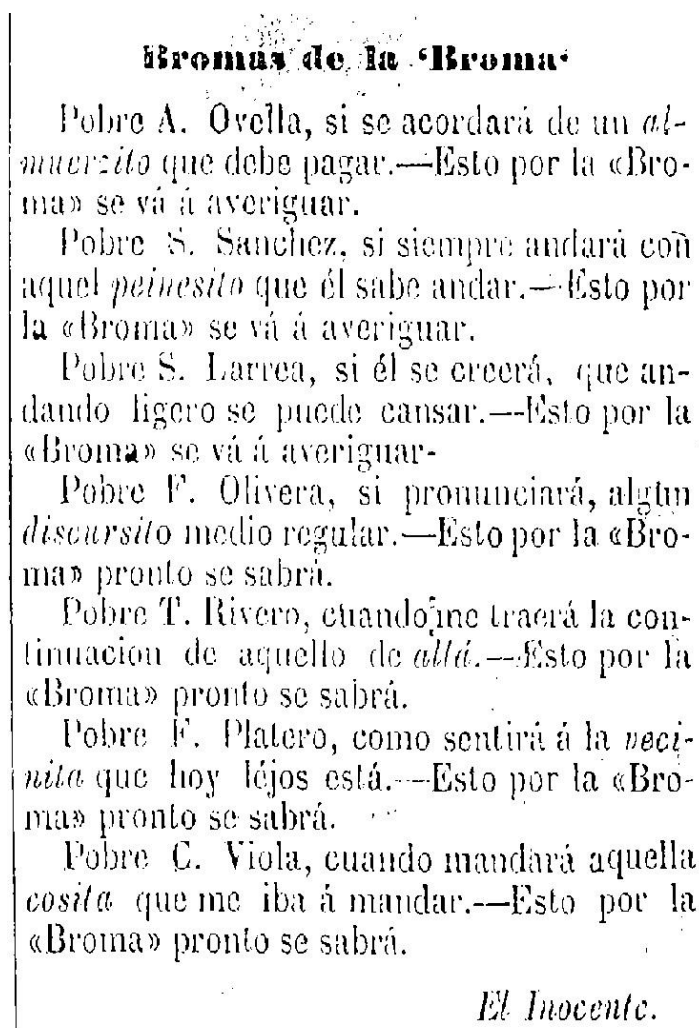 Bromas de la ‘Broma‘
Pobre A. Ovella, si se acordará de un al-
muerzito que debe pagar.—Esto por la «Bro-
ma» se vá á averiguar.
Pobre S. Sanchez, si siempre andará con
aquel peinesito que él sabe andar.—Esto por
la «Broma» se vá á averiguar.
Pobre S. Larrea, si él se creerá, que an-
dando ligero se puede cansar.—Esto por la
«Broma» se vá á averiguar-
Pobre F. Olivera, si pronunciará, algun
discursito medio regular.—Esto por la «Bro-
ma» pronto se sabrá.
Pobre T. Rivero, cuando me traerá la con-
tinuacion de aquello de allá.—Esto por la
«Broma» pronto se sabrá.
Pobre F. Platero, como sentirá á la veci-
nita que hoy léjos está.—Esto por la «Bro-
ma» pronto se sabrá.
Pobre C. Viola, cuando mandará aquella
cosita que me iba á mandar.—Esto por la
«Broma» pronto se sabrá.
El Inocente.